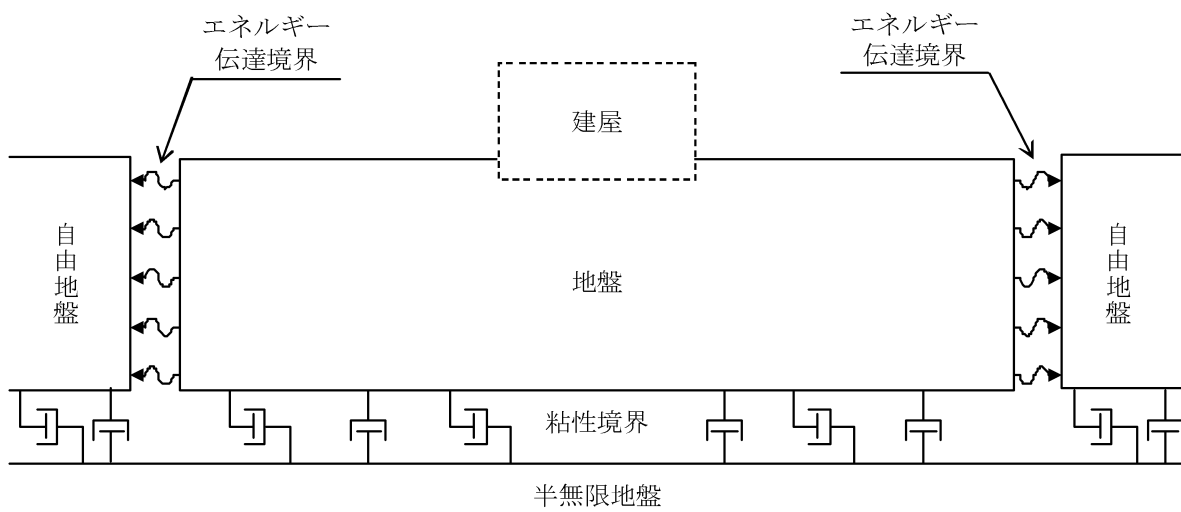 エネルギー
伝達境界
エネルギー
伝達境界
建屋
自由地盤
地盤
自由地盤
粘性境界
半無限地盤